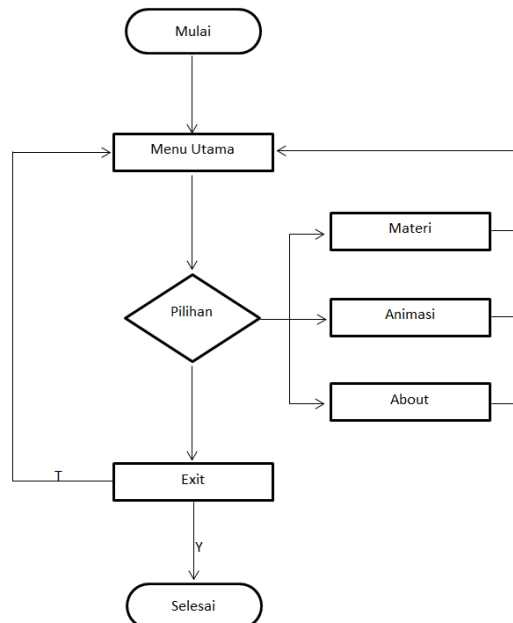 Mulai
Menu Utama
Materi
Pilihan
Animasi
About
T
Exit
Y
Selesai